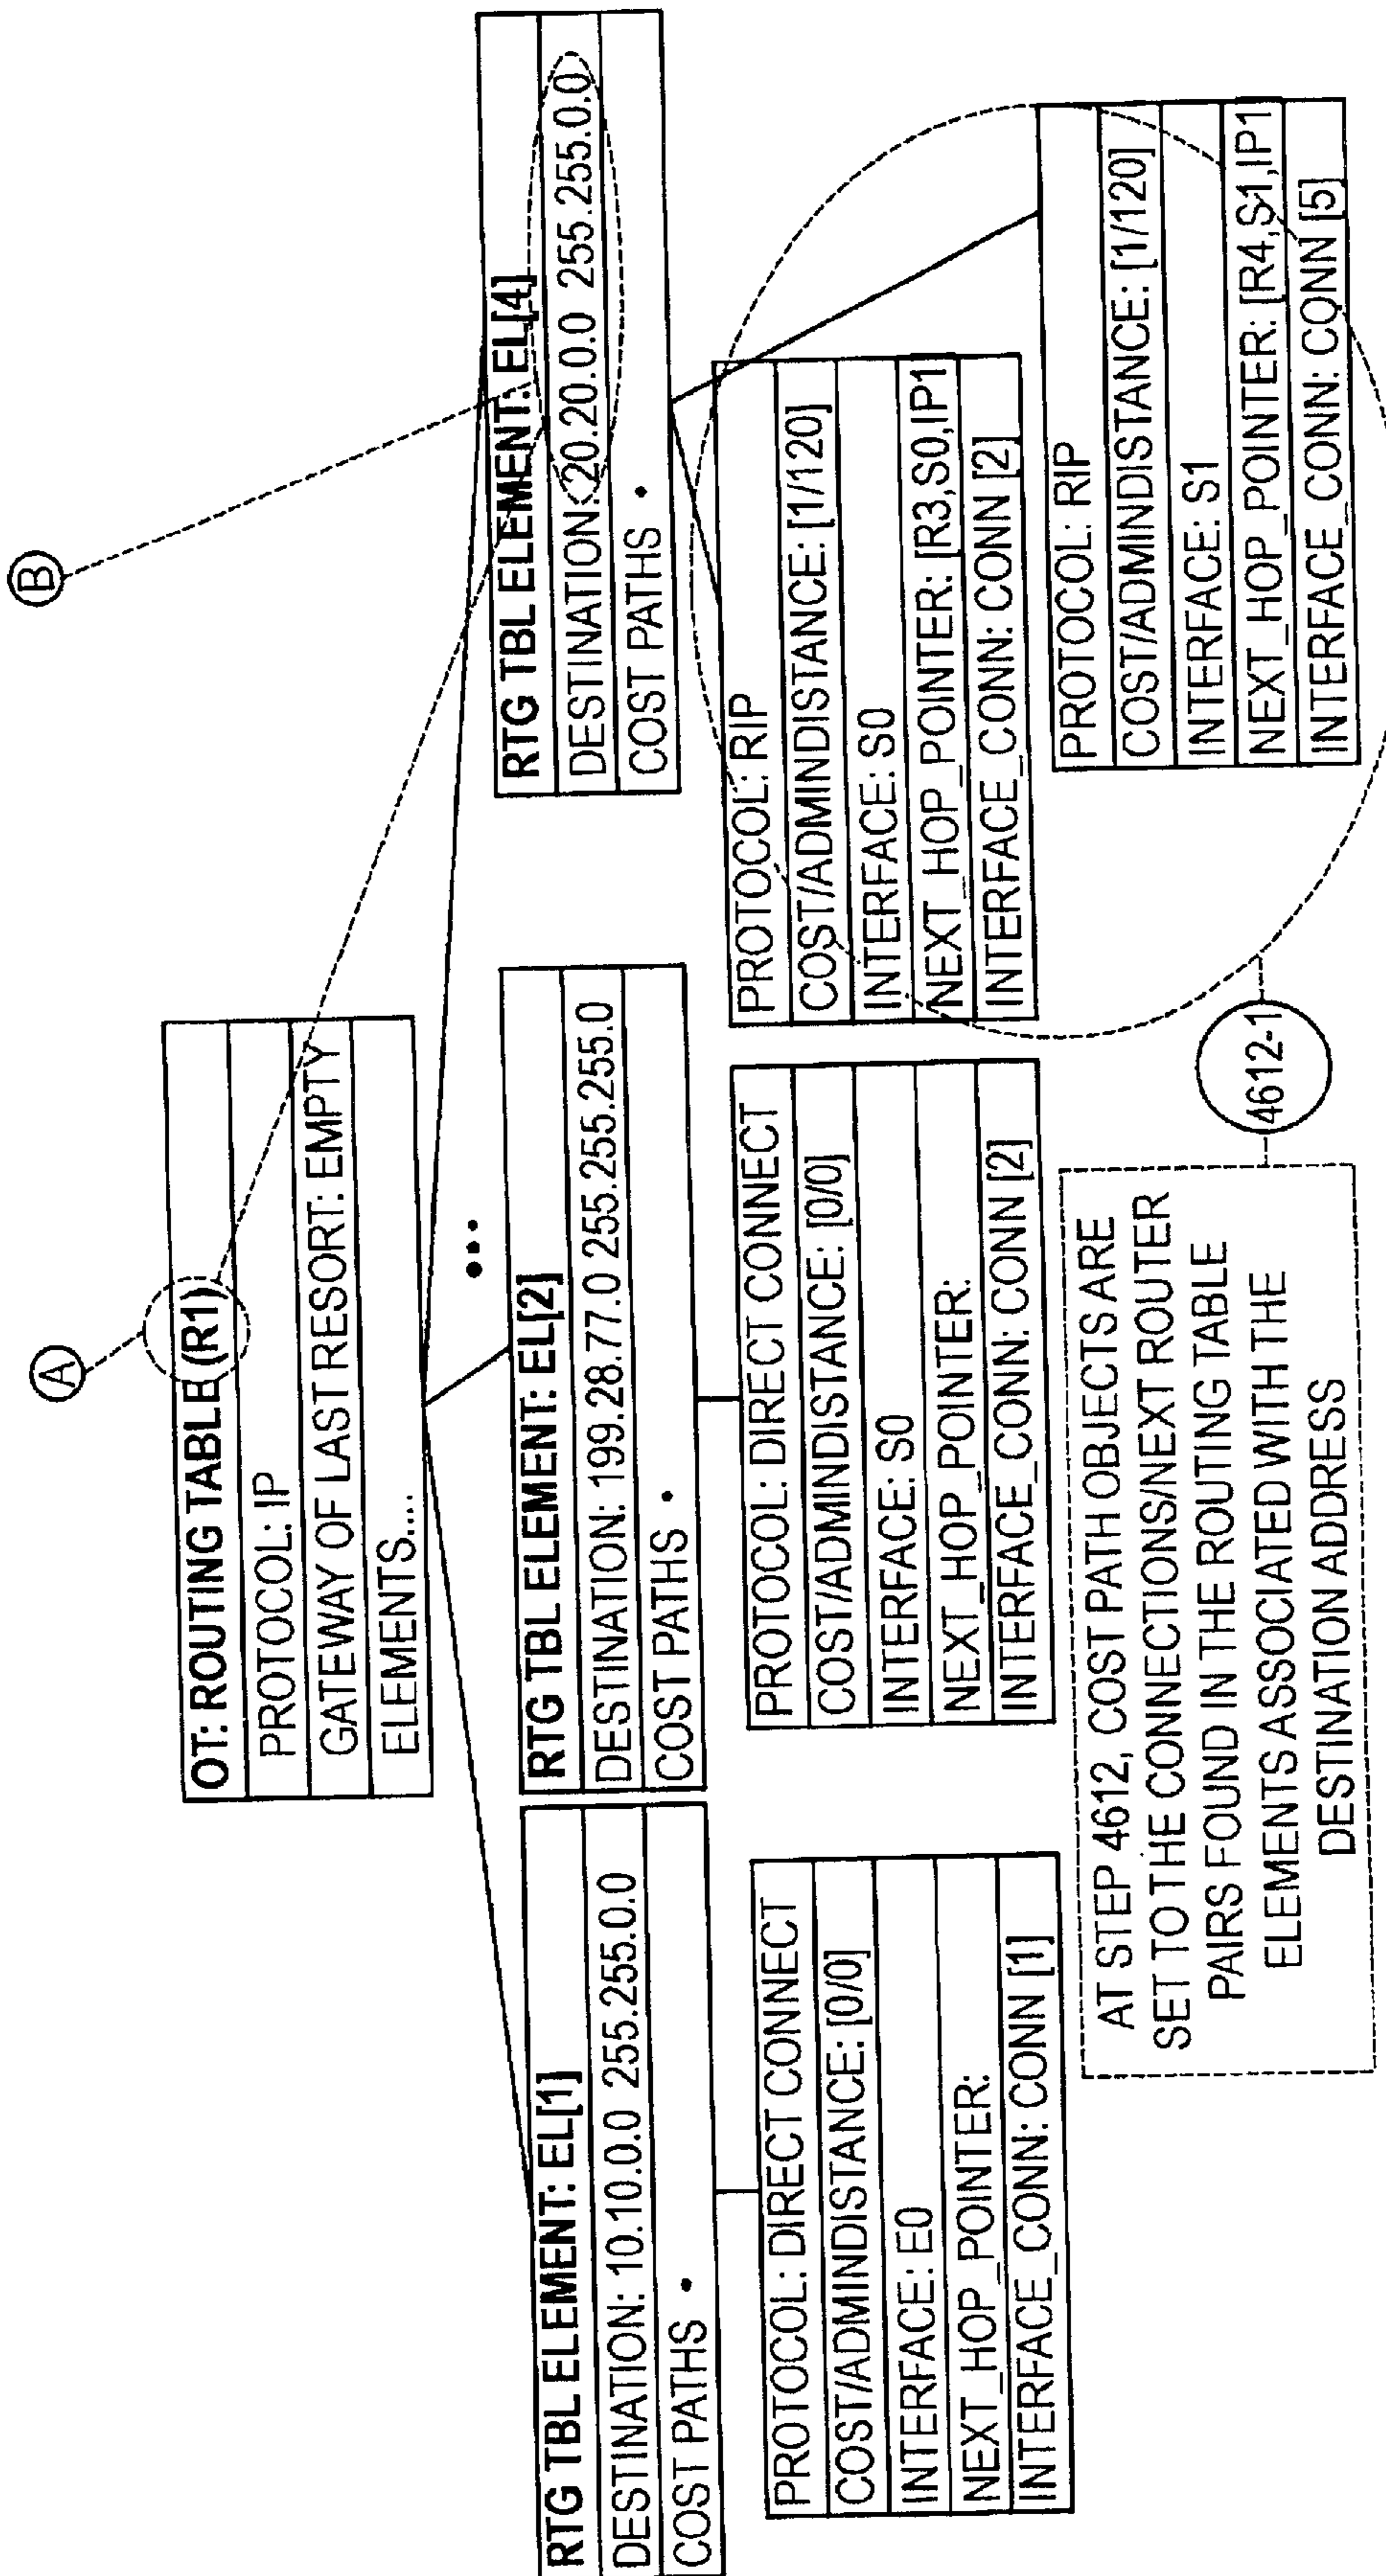 Ⓐ
Ⓑ
OT: ROUTING TABLE (R1)
PROTOCOL: IP
GATEWAY OF LAST RESORT: EMPTY
ELEMENTS....
•••
RTG TBL ELEMENT: EL[1]
DESTINATION: 10.10.0.0 255.255.0.0
COST PATHS •
PROTOCOL: DIRECT CONNECT
COST/ADMINDISTANCE: [0/0]
INTERFACE: E0
NEXT_HOP_POINTER:
INTERFACE_CONN: CONN [1]
RTG TBL ELEMENT: EL[2]
DESTINATION: 199.28.77.0 255.255.255.0
COST PATHS •
PROTOCOL: DIRECT CONNECT
COST/ADMINDISTANCE: [0/0]
INTERFACE: S0
NEXT_HOP_POINTER:
INTERFACE_CONN: CONN [2]
RTG TBL ELEMENT: EL[4]
DESTINATION: 20.20.0.0 255.255.0.0
COST PATHS •
PROTOCOL: RIP
COST/ADMINDISTANCE: [1/120]
INTERFACE: S0
NEXT_HOP_POINTER: [R3,S0,IP1
INTERFACE_CONN: CONN [2]
PROTOCOL: RIP
COST/ADMINDISTANCE: [1/120]
INTERFACE: S1
NEXT_HOP_POINTER: [R4,S1,IP1
INTERFACE_CONN: CONN [5]
AT STEP 4612, COST PATH OBJECTS ARE
SET TO THE CONNECTIONS/NEXT ROUTER
PAIRS FOUND IN THE ROUTING TABLE
ELEMENTS ASSOCIATED WITH THE
DESTINATION ADDRESS
4612-1